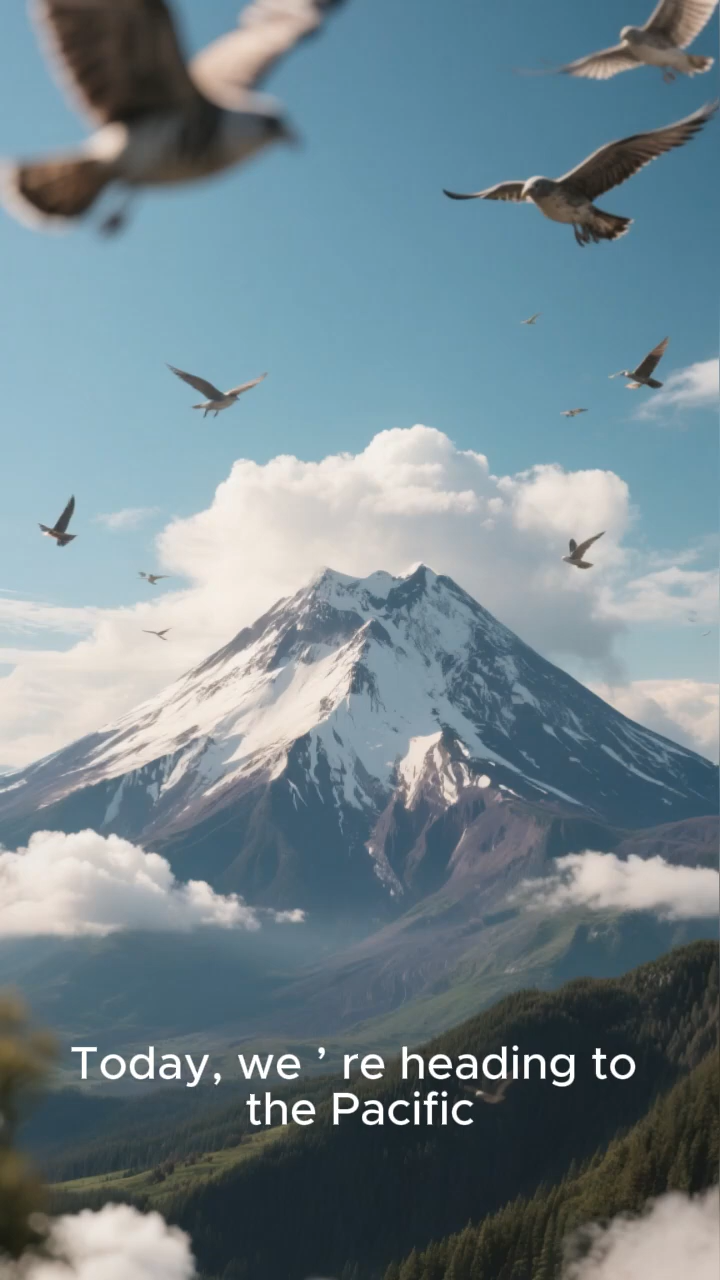 Today, we ’ re heading to
the Pacific